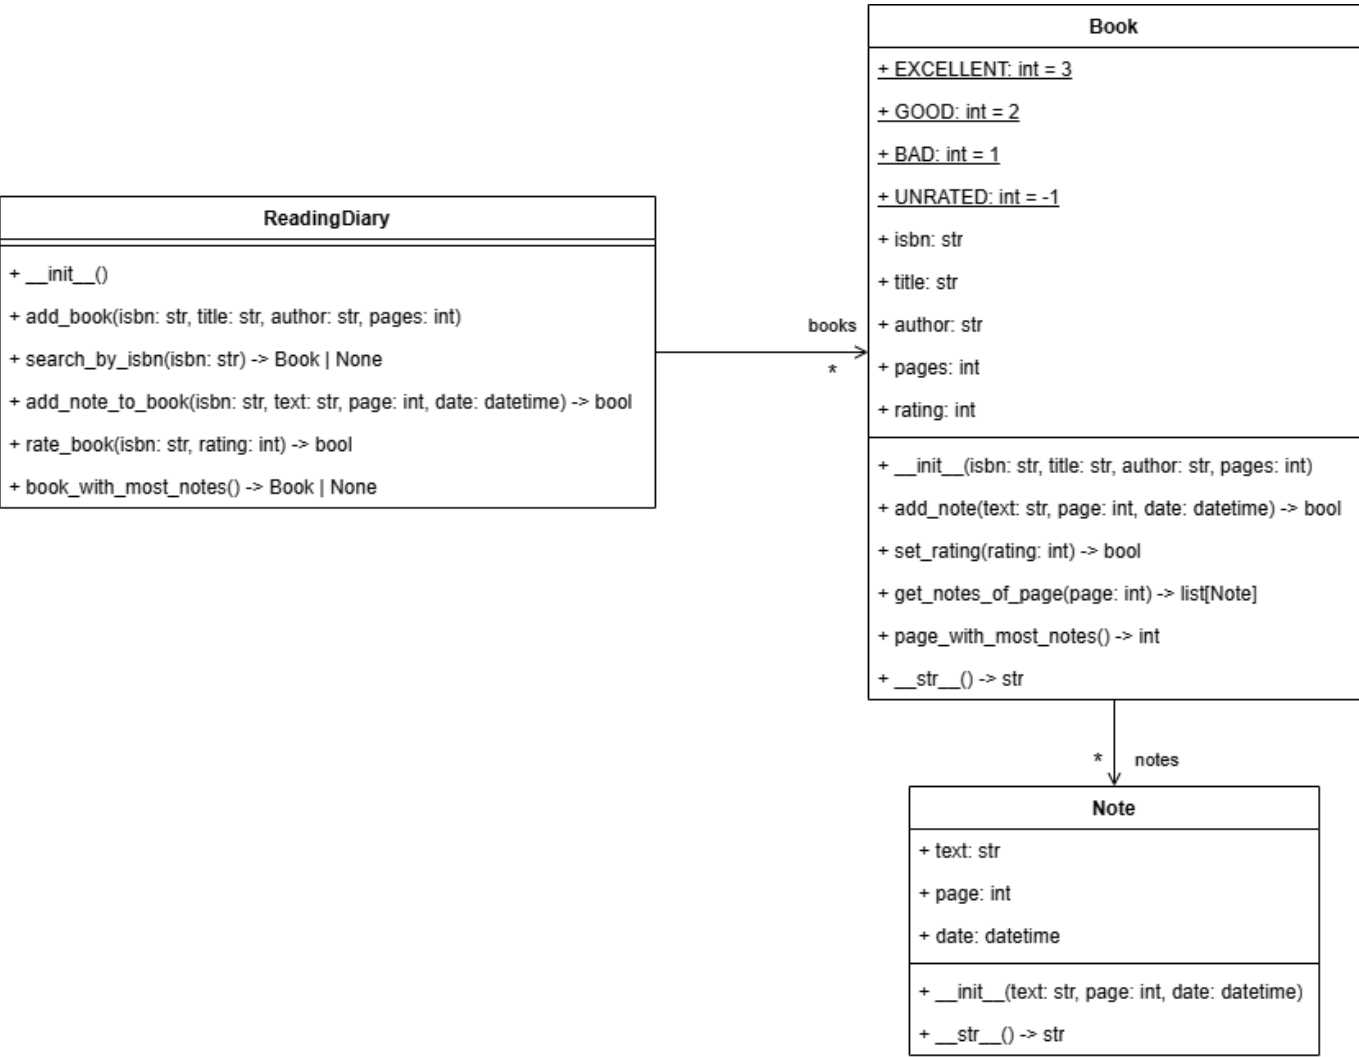 ReadingDiary
+ __init__()
+ add_book(isbn: str, title: str, author: str, pages: int)
+ search_by_isbn(isbn: str) -> Book | None
+ add_note_to_book(isbn: str, text: str, page: int, date: datetime) -> bool
+ rate_book(isbn: str, rating: int) -> bool
+ book_with_most_notes() -> Book | None
books
*
Book
+ EXCELLENT: int = 3
+ GOOD: int = 2
+ BAD: int = 1
+ UNRATED: int = -1
+ isbn: str
+ title: str
+ author: str
+ pages: int
+ rating: int
+ __init__(isbn: str, title: str, author: str, pages: int)
+ add_note(text: str, page: int, date: datetime) -> bool
+ set_rating(rating: int) -> bool
+ get_notes_of_page(page: int) -> list[Note]
+ page_with_most_notes() -> int
+ __str__() -> str
* notes
Note
+ text: str
+ page: int
+ date: datetime
+ __init__(text: str, page: int, date: datetime)
+ __str__() -> str